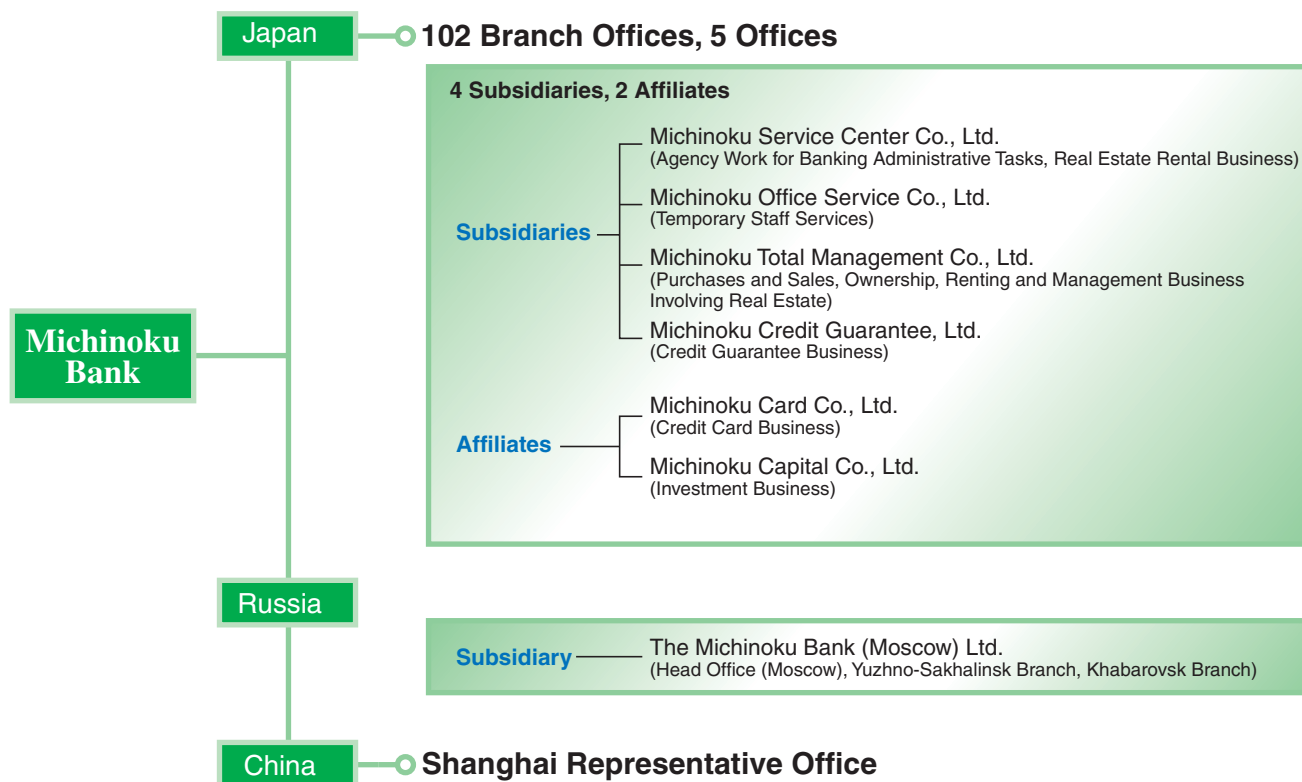 Japan
102 Branch Offices, 5 Offices
4 Subsidiaries, 2 Affiliates
Subsidiaries
Michinoku Service Center Co., Ltd.
(Agency Work for Banking Administrative Tasks, Real Estate Rental Business)
Michinoku Office Service Co., Ltd.
(Temporary Staff Services)
Michinoku Total Management Co., Ltd.
(Purchases and Sales, Ownership, Renting and Management Business
Involving Real Estate)
Michinoku Credit Guarantee, Ltd.
(Credit Guarantee Business)
Affiliates
Michinoku Card Co., Ltd.
(Credit Card Business)
Michinoku Capital Co., Ltd.
(Investment Business)
Michinoku
Bank
Russia
Subsidiary
The Michinoku Bank (Moscow) Ltd.
(Head Office (Moscow), Yuzhno-Sakhalinsk Branch, Khabarovsk Branch)
China
Shanghai Representative Office